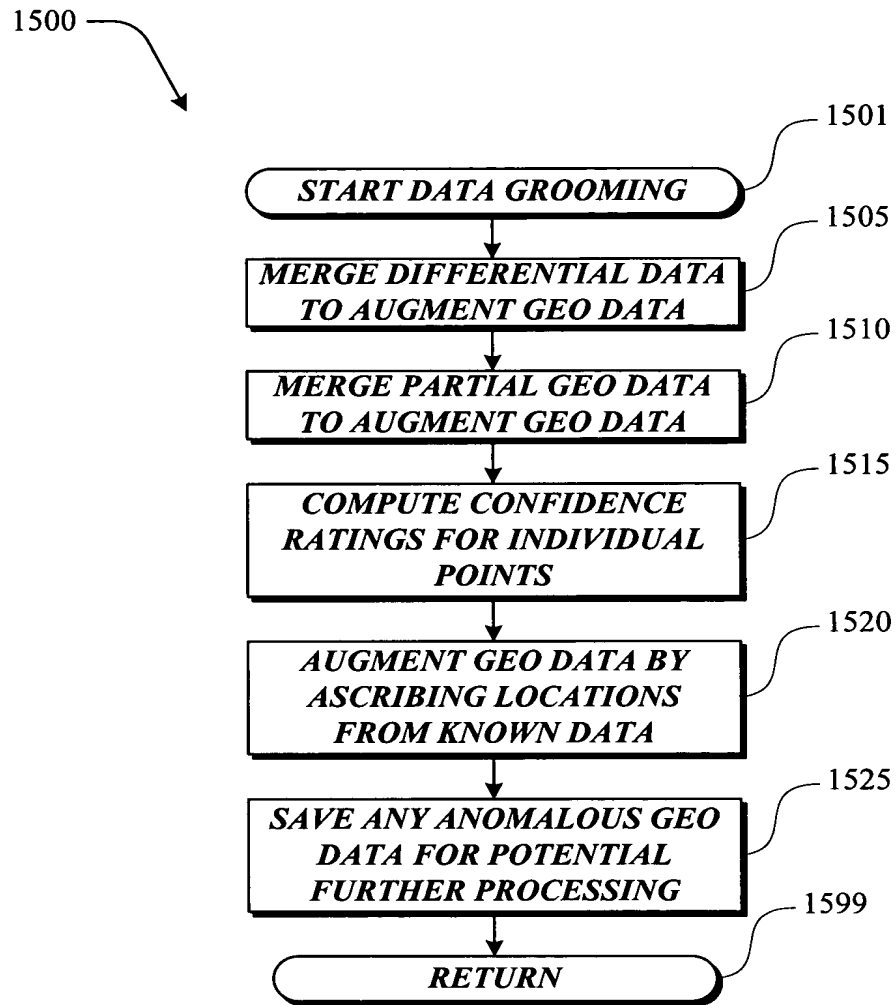 1500
1501
START DATA GROOMING
1505
MERGE DIFFERENTIAL DATA
TO AUGMENT GEO DATA
1510
MERGE PARTIAL GEO DATA
TO AUGMENT GEO DATA
1515
COMPUTE CONFIDENCE
RATINGS FOR INDIVIDUAL
POINTS
1520
AUGMENT GEO DATA BY
ASCRIBING LOCATIONS
FROM KNOWN DATA
1525
SAVE ANY ANOMALOUS GEO
DATA FOR POTENTIAL
FURTHER PROCESSING
1599
RETURN